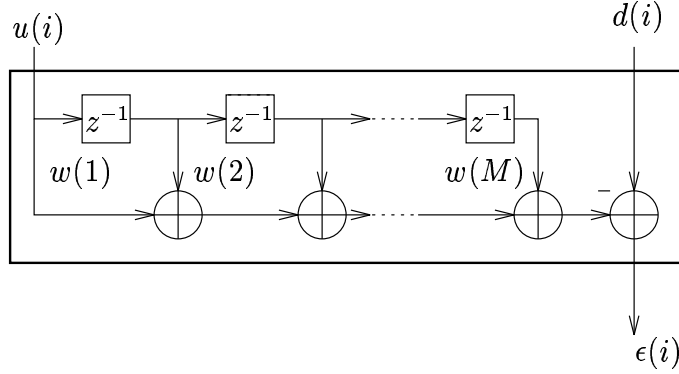 u(i) d(i)
z⁻¹ z⁻¹ z⁻¹
w(1) w(2) w(M) −
ϵ(i)